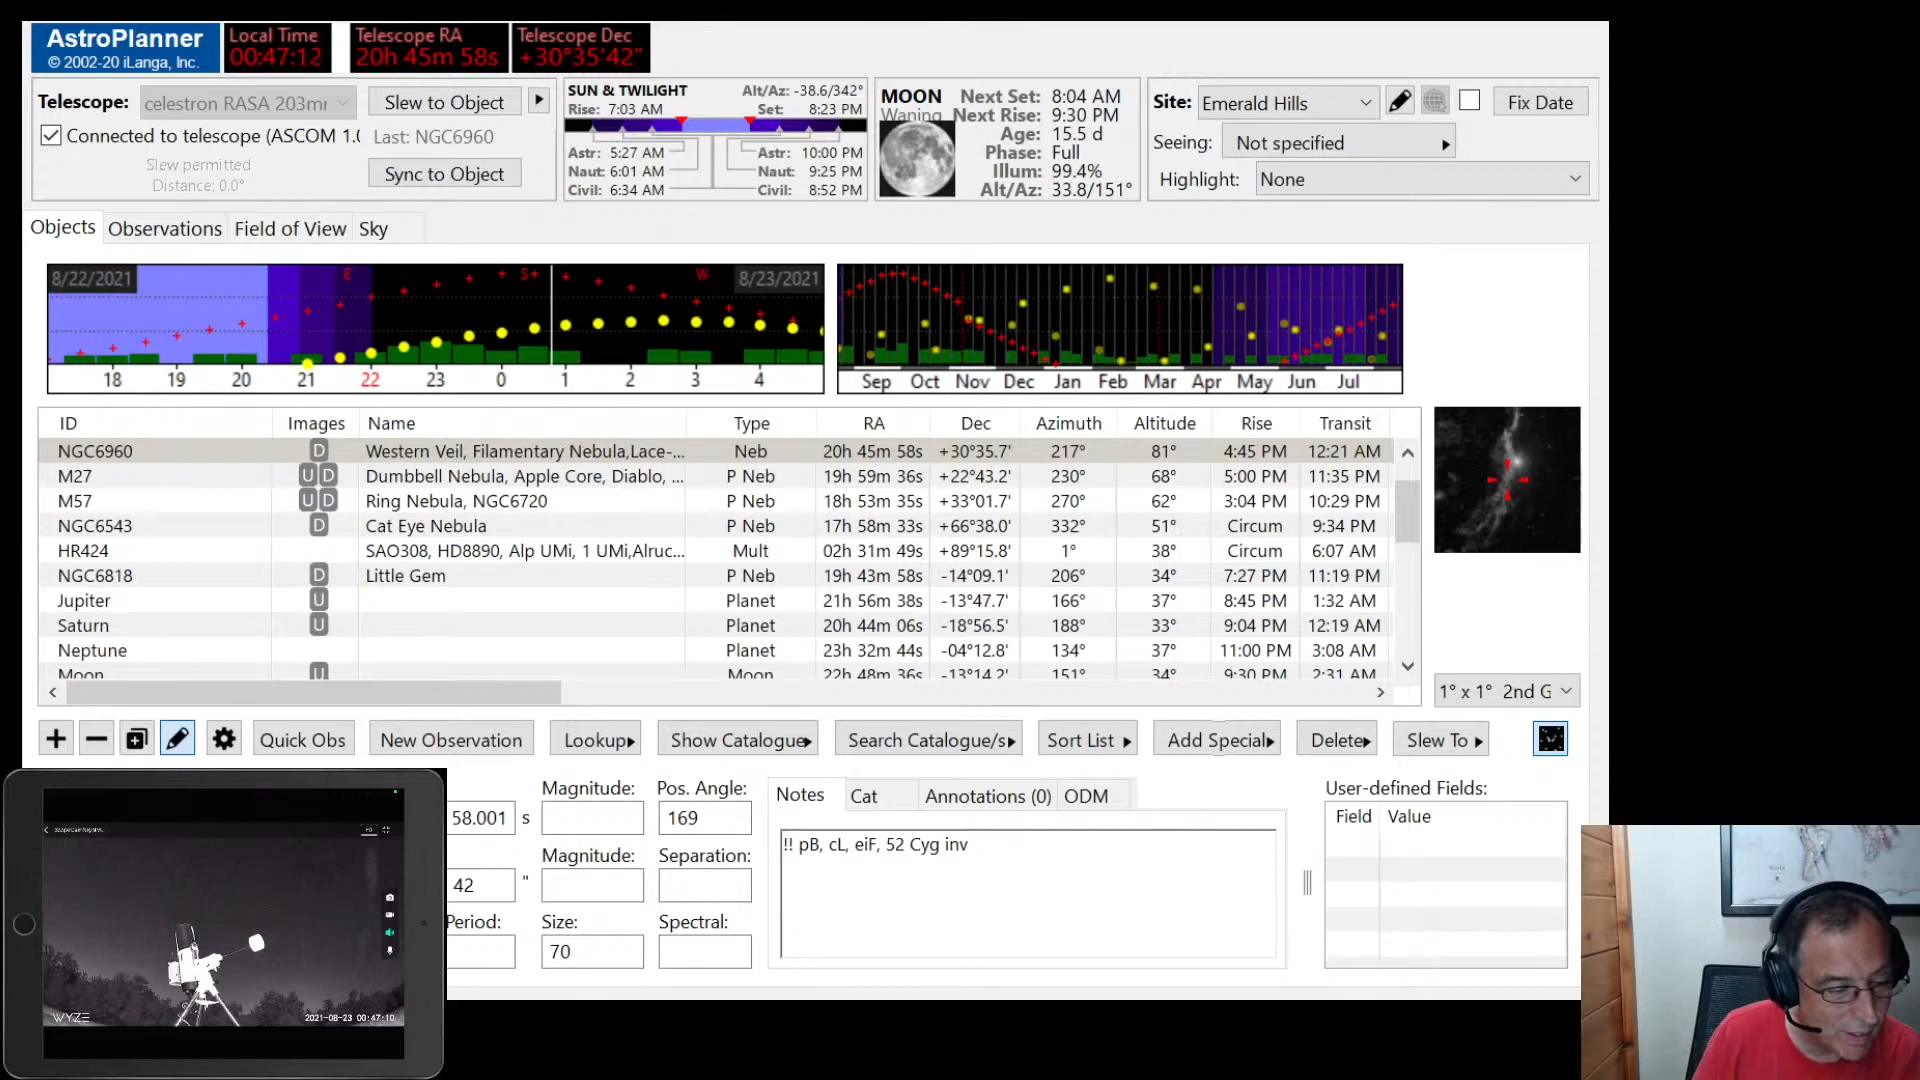 AstroPlanner
© 2002-20 iLanga, Inc.
Local Time
00:47:12
Telescope RA
20h 45m 58s
Telescope Dec
+30°35'42"
Telescope:
celestron RASA 203mr
Slew to Object
Connected to telescope (ASCOM 1.0
Last: NGC6960
Slew permitted
Distance: 0.0°
Sync to Object
SUN & TWILIGHT
Alt/Az: -38.6/342°
Rise: 7:03 AM
Set: 8:23 PM
Astr: 5:27 AM
Astr: 10:00 PM
Naut: 6:01 AM
Naut: 9:25 PM
Civil: 6:34 AM
Civil: 8:52 PM
MOON
Waning
Next Set: 8:04 AM
Next Rise: 9:30 PM
Age: 15.5 d
Phase: Full
Illum: 99.4%
Alt/Az: 33.8/151°
Site: Emerald Hills
Fix Date
Seeing: Not specified
Highlight: None
Objects Observations Field of View Sky
8/22/2021 E S W 8/23/2021
18 19 20 21 22 23 0 1 2 3 4
Sep Oct Nov Dec Jan Feb Mar Apr May Jun Jul
ID Images Name Type RA Dec Azimuth Altitude Rise Transit
NGC6960 D Western Veil, Filamentary Nebula,Lace-... Neb 20h 45m 58s +30°35.7' 217° 81° 4:45 PM 12:21 AM
M27 U D Dumbbell Nebula, Apple Core, Diablo, ... P Neb 19h 59m 36s +22°43.2' 230° 68° 5:00 PM 11:35 PM
M57 U D Ring Nebula, NGC6720 P Neb 18h 53m 35s +33°01.7' 270° 62° 3:04 PM 10:29 PM
NGC6543 D Cat Eye Nebula P Neb 17h 58m 33s +66°38.0' 332° 51° Circum 9:34 PM
HR424 SAO308, HD8890, Alp UMi, 1 UMi,Alruc... Mult 02h 31m 49s +89°15.8' 1° 38° Circum 6:07 AM
NGC6818 D Little Gem P Neb 19h 43m 58s -14°09.1' 206° 34° 7:27 PM 11:19 PM
Jupiter U Planet 21h 56m 38s -13°47.7' 166° 37° 8:45 PM 1:32 AM
Saturn U Planet 20h 44m 06s -18°56.5' 188° 33° 9:04 PM 12:19 AM
Neptune Planet 23h 32m 44s -04°12.8' 134° 37° 11:00 PM 3:08 AM
Moon U Moon 22h 48m 36s -13°14.2' 151° 34° 9:30 PM 2:31 AM
1° x 1° 2nd G
Quick Obs New Observation Lookup Show Catalogue Search Catalogue/s Sort List Add Special Delete Slew To
Magnitude: Pos. Angle:
58.001 s 169
Magnitude: Separation:
42 "
Period: Size: Spectral:
70
Notes Cat Annotations (0) ODM
!! pB, cL, eiF, 52 Cyg inv
User-defined Fields:
Field Value
WYZE
2021-08-23 00:47:10